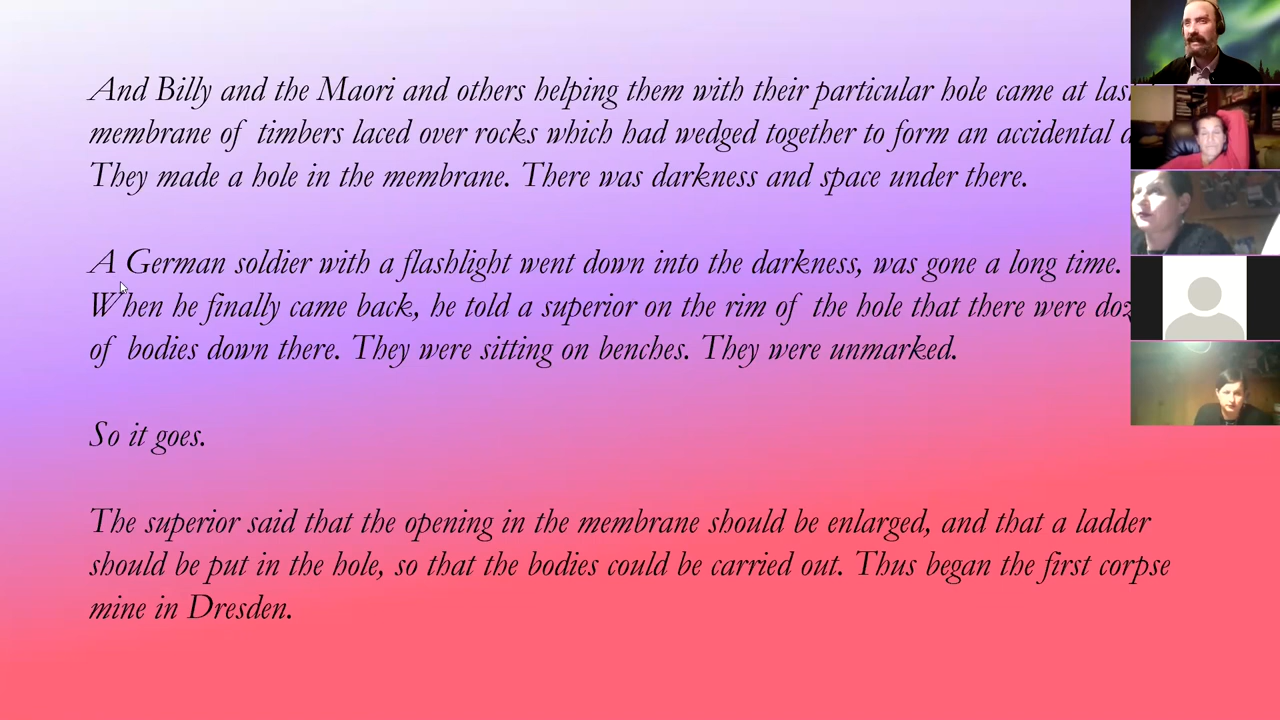 And Billy and the Maori and others helping them with their particular hole came at
membrane of timbers laced over rocks which had wedged together to form an accidental
They made a hole in the membrane. There was darkness and space under there.
A German soldier with a flashlight went down into the darkness, was gone a long time.
When he finally came back, he told a superior on the rim of the hole that there were
of bodies down there. They were sitting on benches. They were unmarked.
So it goes.
The superior said that the opening in the membrane should be enlarged, and that a ladder
should be put in the hole, so that the bodies could be carried out. Thus began the first corpse
mine in Dresden.